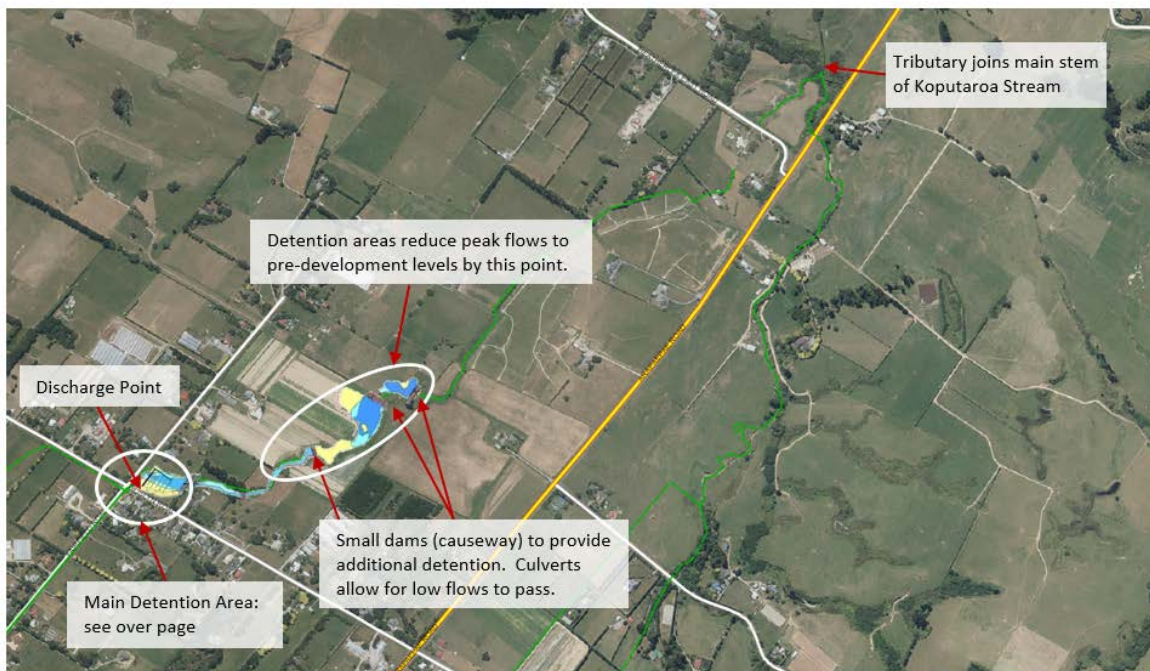 Tributary joins main stem
of Koputaroa Stream
Detention areas reduce peak flows to
pre-development levels by this point.
Discharge Point
Small dams (causeway) to provide
additional detention.  Culverts
allow for low flows to pass.
Main Detention Area:
see over page